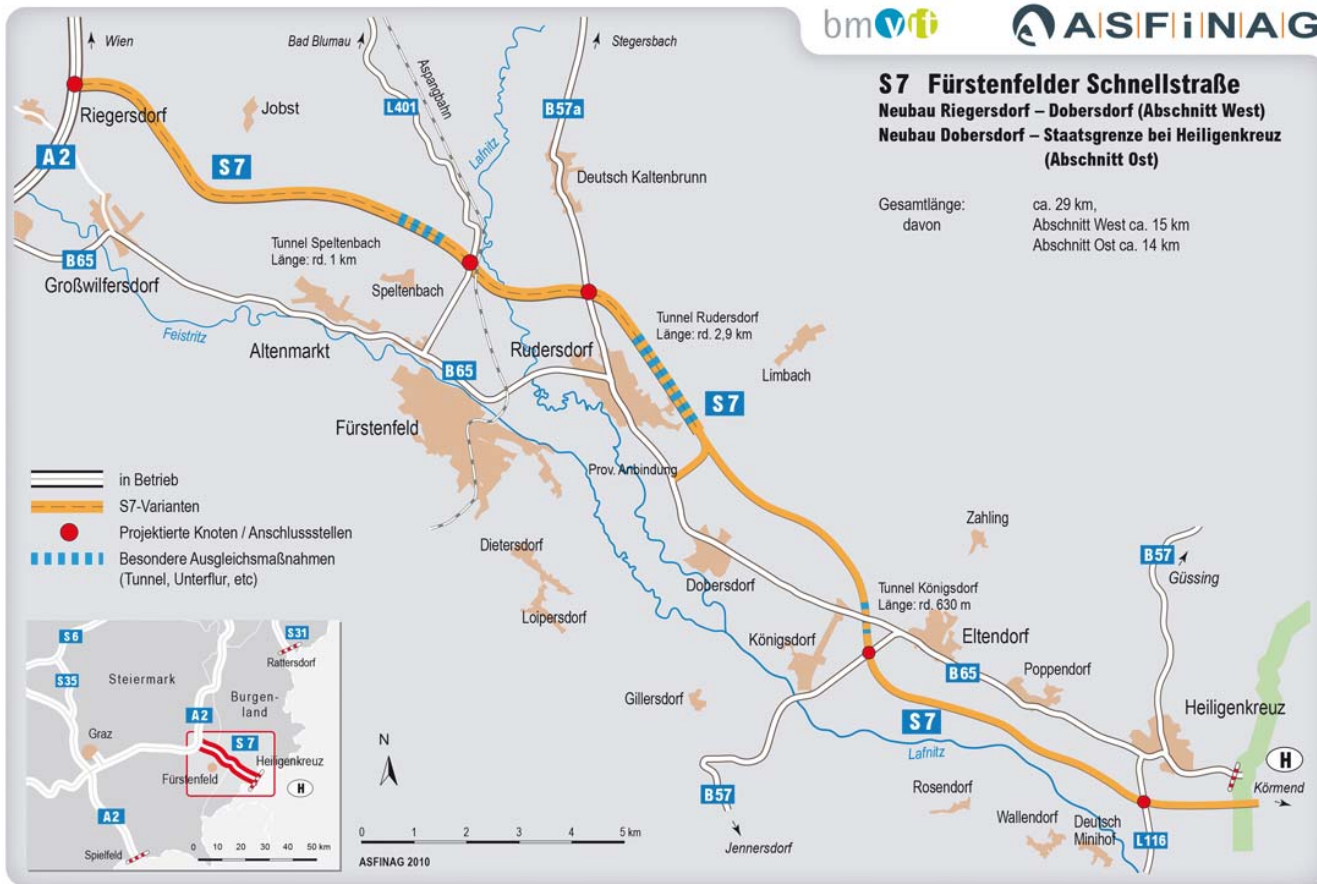 bmvit
ASFiNAG
S 7 Fürstenfelder Schnellstraße
Neubau Riegersdorf – Dobersdorf (Abschnitt West)
Neubau Dobersdorf – Staatsgrenze bei Heiligenkreuz
(Abschnitt Ost)
Gesamtlänge: ca. 29 km,
davon Abschnitt West ca. 15 km
Abschnitt Ost ca. 14 km
Wien
Bad Blumau
Stegersbach
Riegersdorf
Jobst
L401
Aspangbahn
Lafnitz
B57a
A 2
S 7
Deutsch Kaltenbrunn
B65
Großwilfersdorf
Tunnel Speltenbach
Länge: rd. 1 km
Speltenbach
Feistritz
Altenmarkt
Tunnel Rudersdorf
Länge: rd. 2,9 km
Rudersdorf
Limbach
B65
S 7
Fürstenfeld
Prov. Anbindung
in Betrieb
S7-Varianten
Projektierte Knoten / Anschlussstellen
Besondere Ausgleichsmaßnahmen
(Tunnel, Unterflur, etc)
Dietersdorf
Loipersdorf
Dobersdorf
Zahling
B57
Güssing
Tunnel Königsdorf
Länge: rd. 630 m
Königsdorf
Eltendorf
B65
Poppendorf
Gillersdorf
S 7
Heiligenkreuz
Lafnitz
H
Körmend
B57
Jennersdorf
Rosendorf
Wallendorf
Deutsch
Minihof
L116
S6
S31
Rattersdorf
S35
Steiermark
Burgen-
land
A2
Graz
S 7
Heiligenkreuz
Fürstenfeld
H
A2
Spielfeld
0 10 20 30 40 50 km
N
0 1 2 3 4 5 km
ASFINAG 2010